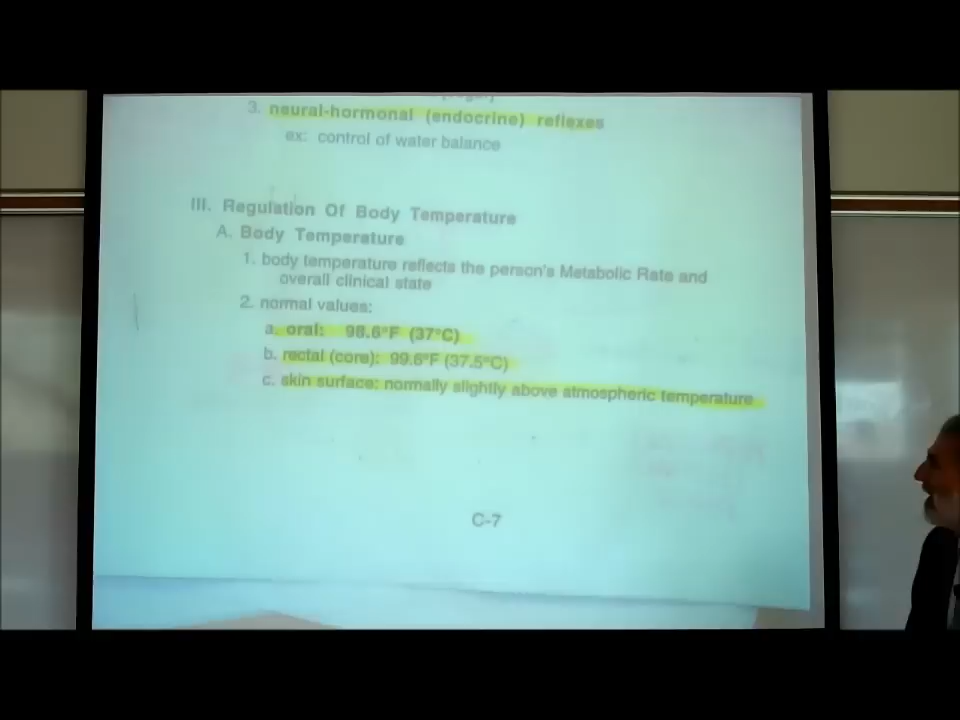 3. neural-hormonal (endocrine) reflexes
ex: control of water balance
III. Regulation Of Body Temperature
A. Body Temperature
1. body temperature reflects the person's Metabolic Rate and
overall clinical state
2. normal values:
a. oral: 98.6°F (37°C)
b. rectal (core): 99.6°F (37.5°C)
c. skin surface: normally slightly above atmospheric temperature
C-7